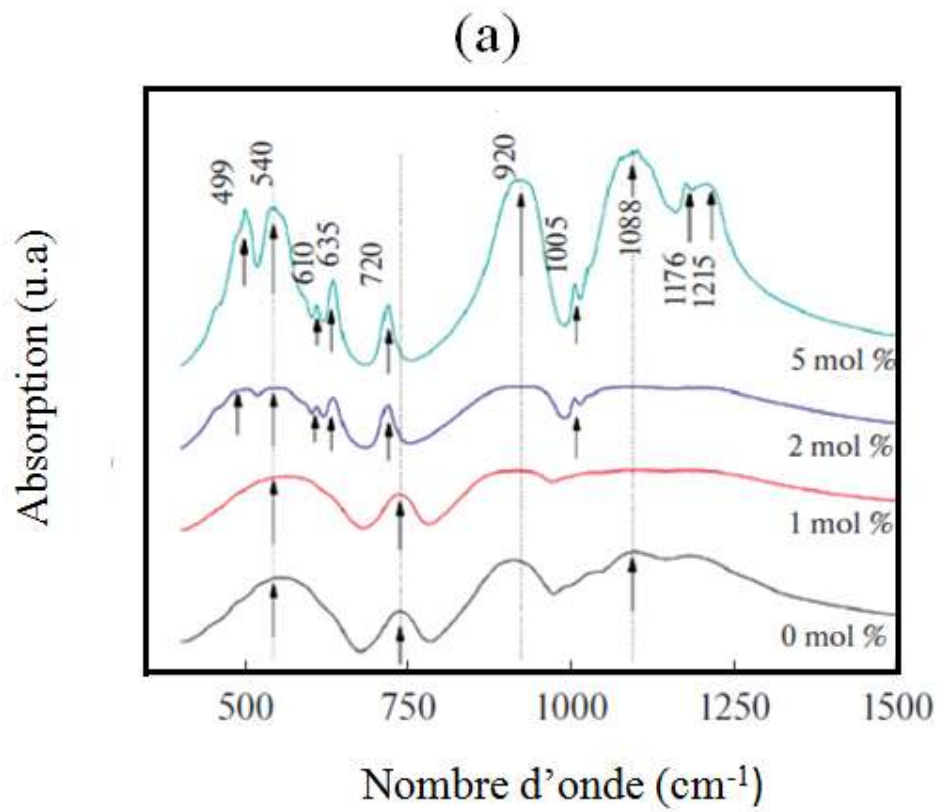 (a)
Absorption (u.a)
499
540
610
635
720
920
1005
1088
1176
1215
5 mol %
2 mol %
1 mol %
0 mol %
500 750 1000 1250 1500
Nombre d’onde (cm-1)